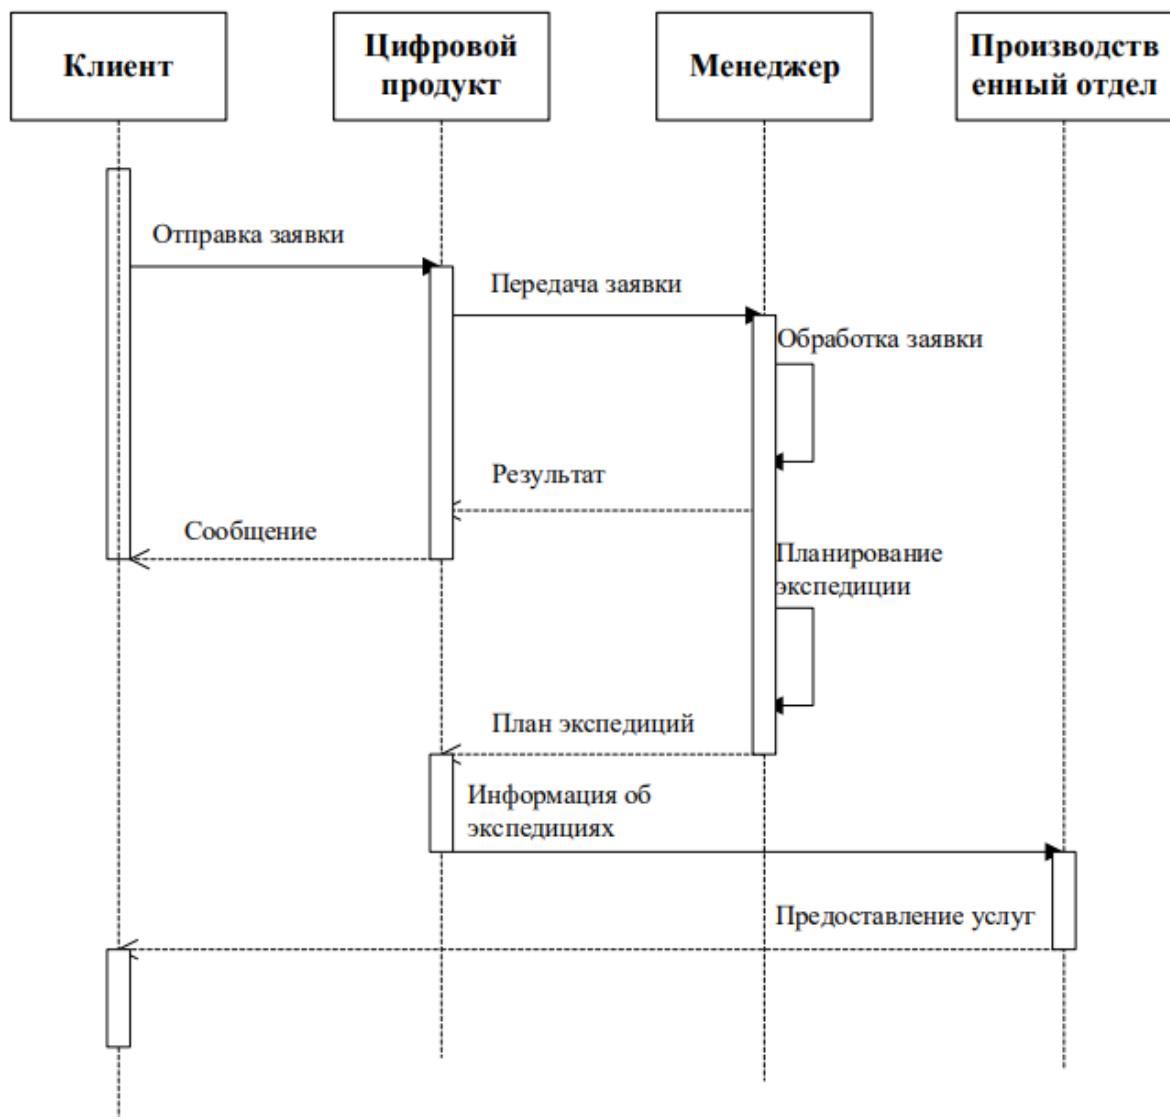 Клиент
Цифровой
продукт
Менеджер
Производств
енный отдел
Отправка заявки
Передача заявки
Обработка заявки
Результат
Сообщение
Планирование
экспедиции
План экспедиций
Информация об
экспедициях
Предоставление услуг